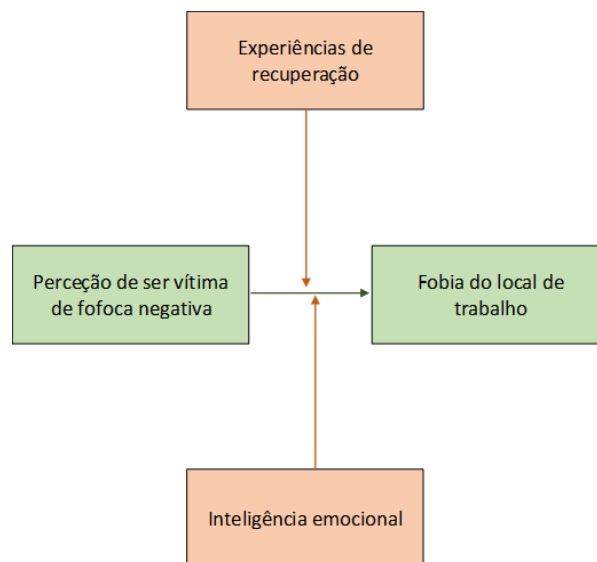 Experiências de
recuperação
Perceção de ser vítima
de fofoca negativa
Fobia do local de
trabalho
Inteligência emocional